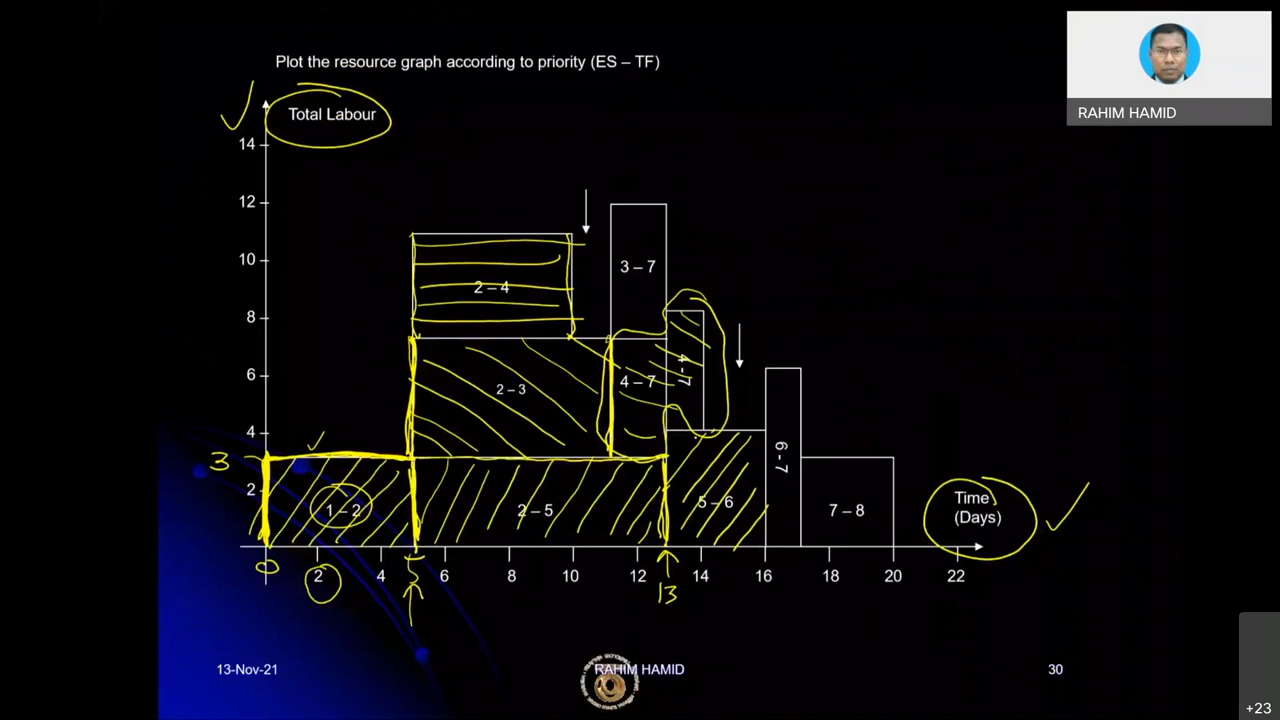 Plot the resource graph according to priority (ES – TF)
RAHIM HAMID
Total Labour
14
12
10
8
6
4
3
2
3 – 7
2 – 4
2 – 3
4 – 7
4 - 7
1 – 2
2 – 5
5 – 6
6 - 7
7 – 8
Time
(Days)
0 2 4 5 6 8 10 12 13 14 16 18 20 22
13-Nov-21
RAHIM HAMID
30
+23